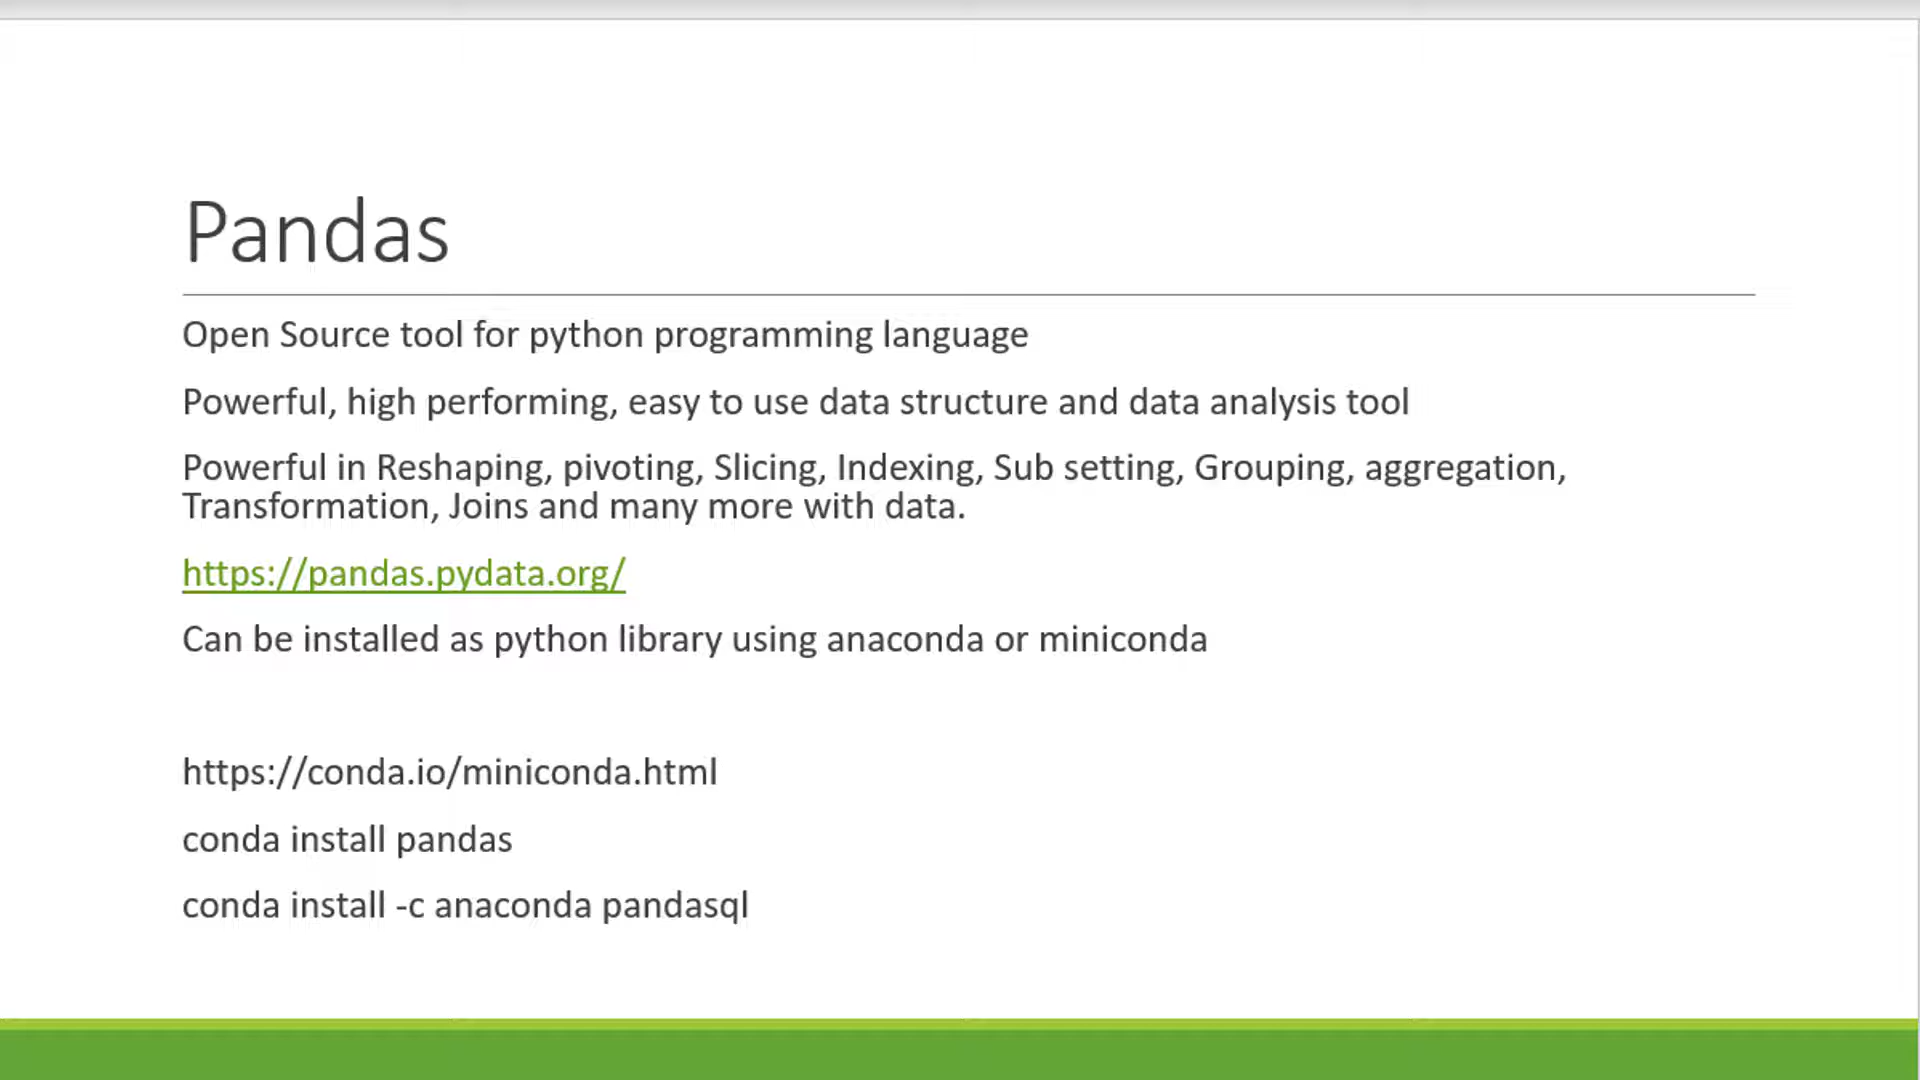 Pandas
Open Source tool for python programming language
Powerful, high performing, easy to use data structure and data analysis tool
Powerful in Reshaping, pivoting, Slicing, Indexing, Sub setting, Grouping, aggregation,
Transformation, Joins and many more with data.
https://pandas.pydata.org/
Can be installed as python library using anaconda or miniconda
https://conda.io/miniconda.html
conda install pandas
conda install -c anaconda pandasql